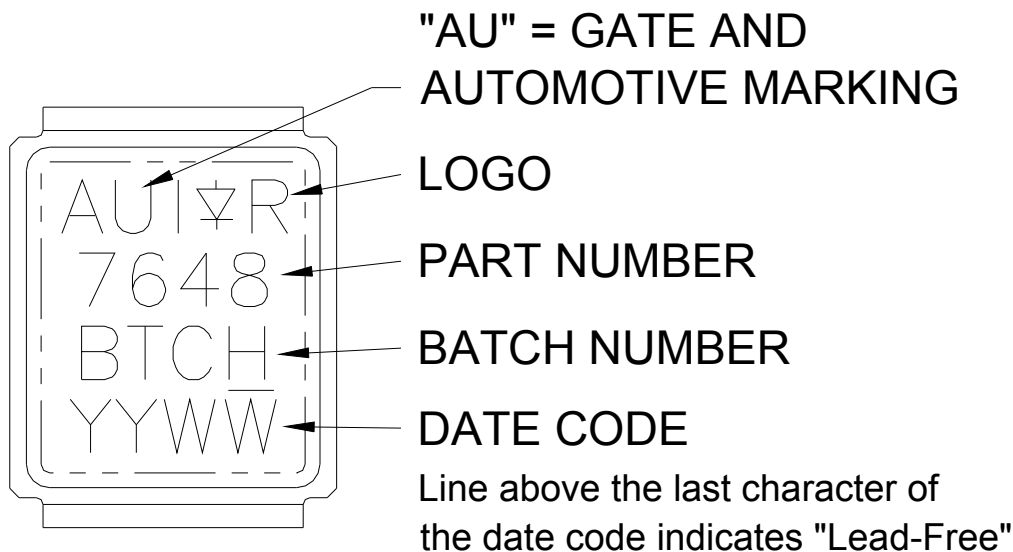 "AU" = GATE AND
AUTOMOTIVE MARKING
AUI R
LOGO
7648
PART NUMBER
BTCH
BATCH NUMBER
YYWW
DATE CODE
Line above the last character of
the date code indicates "Lead-Free"